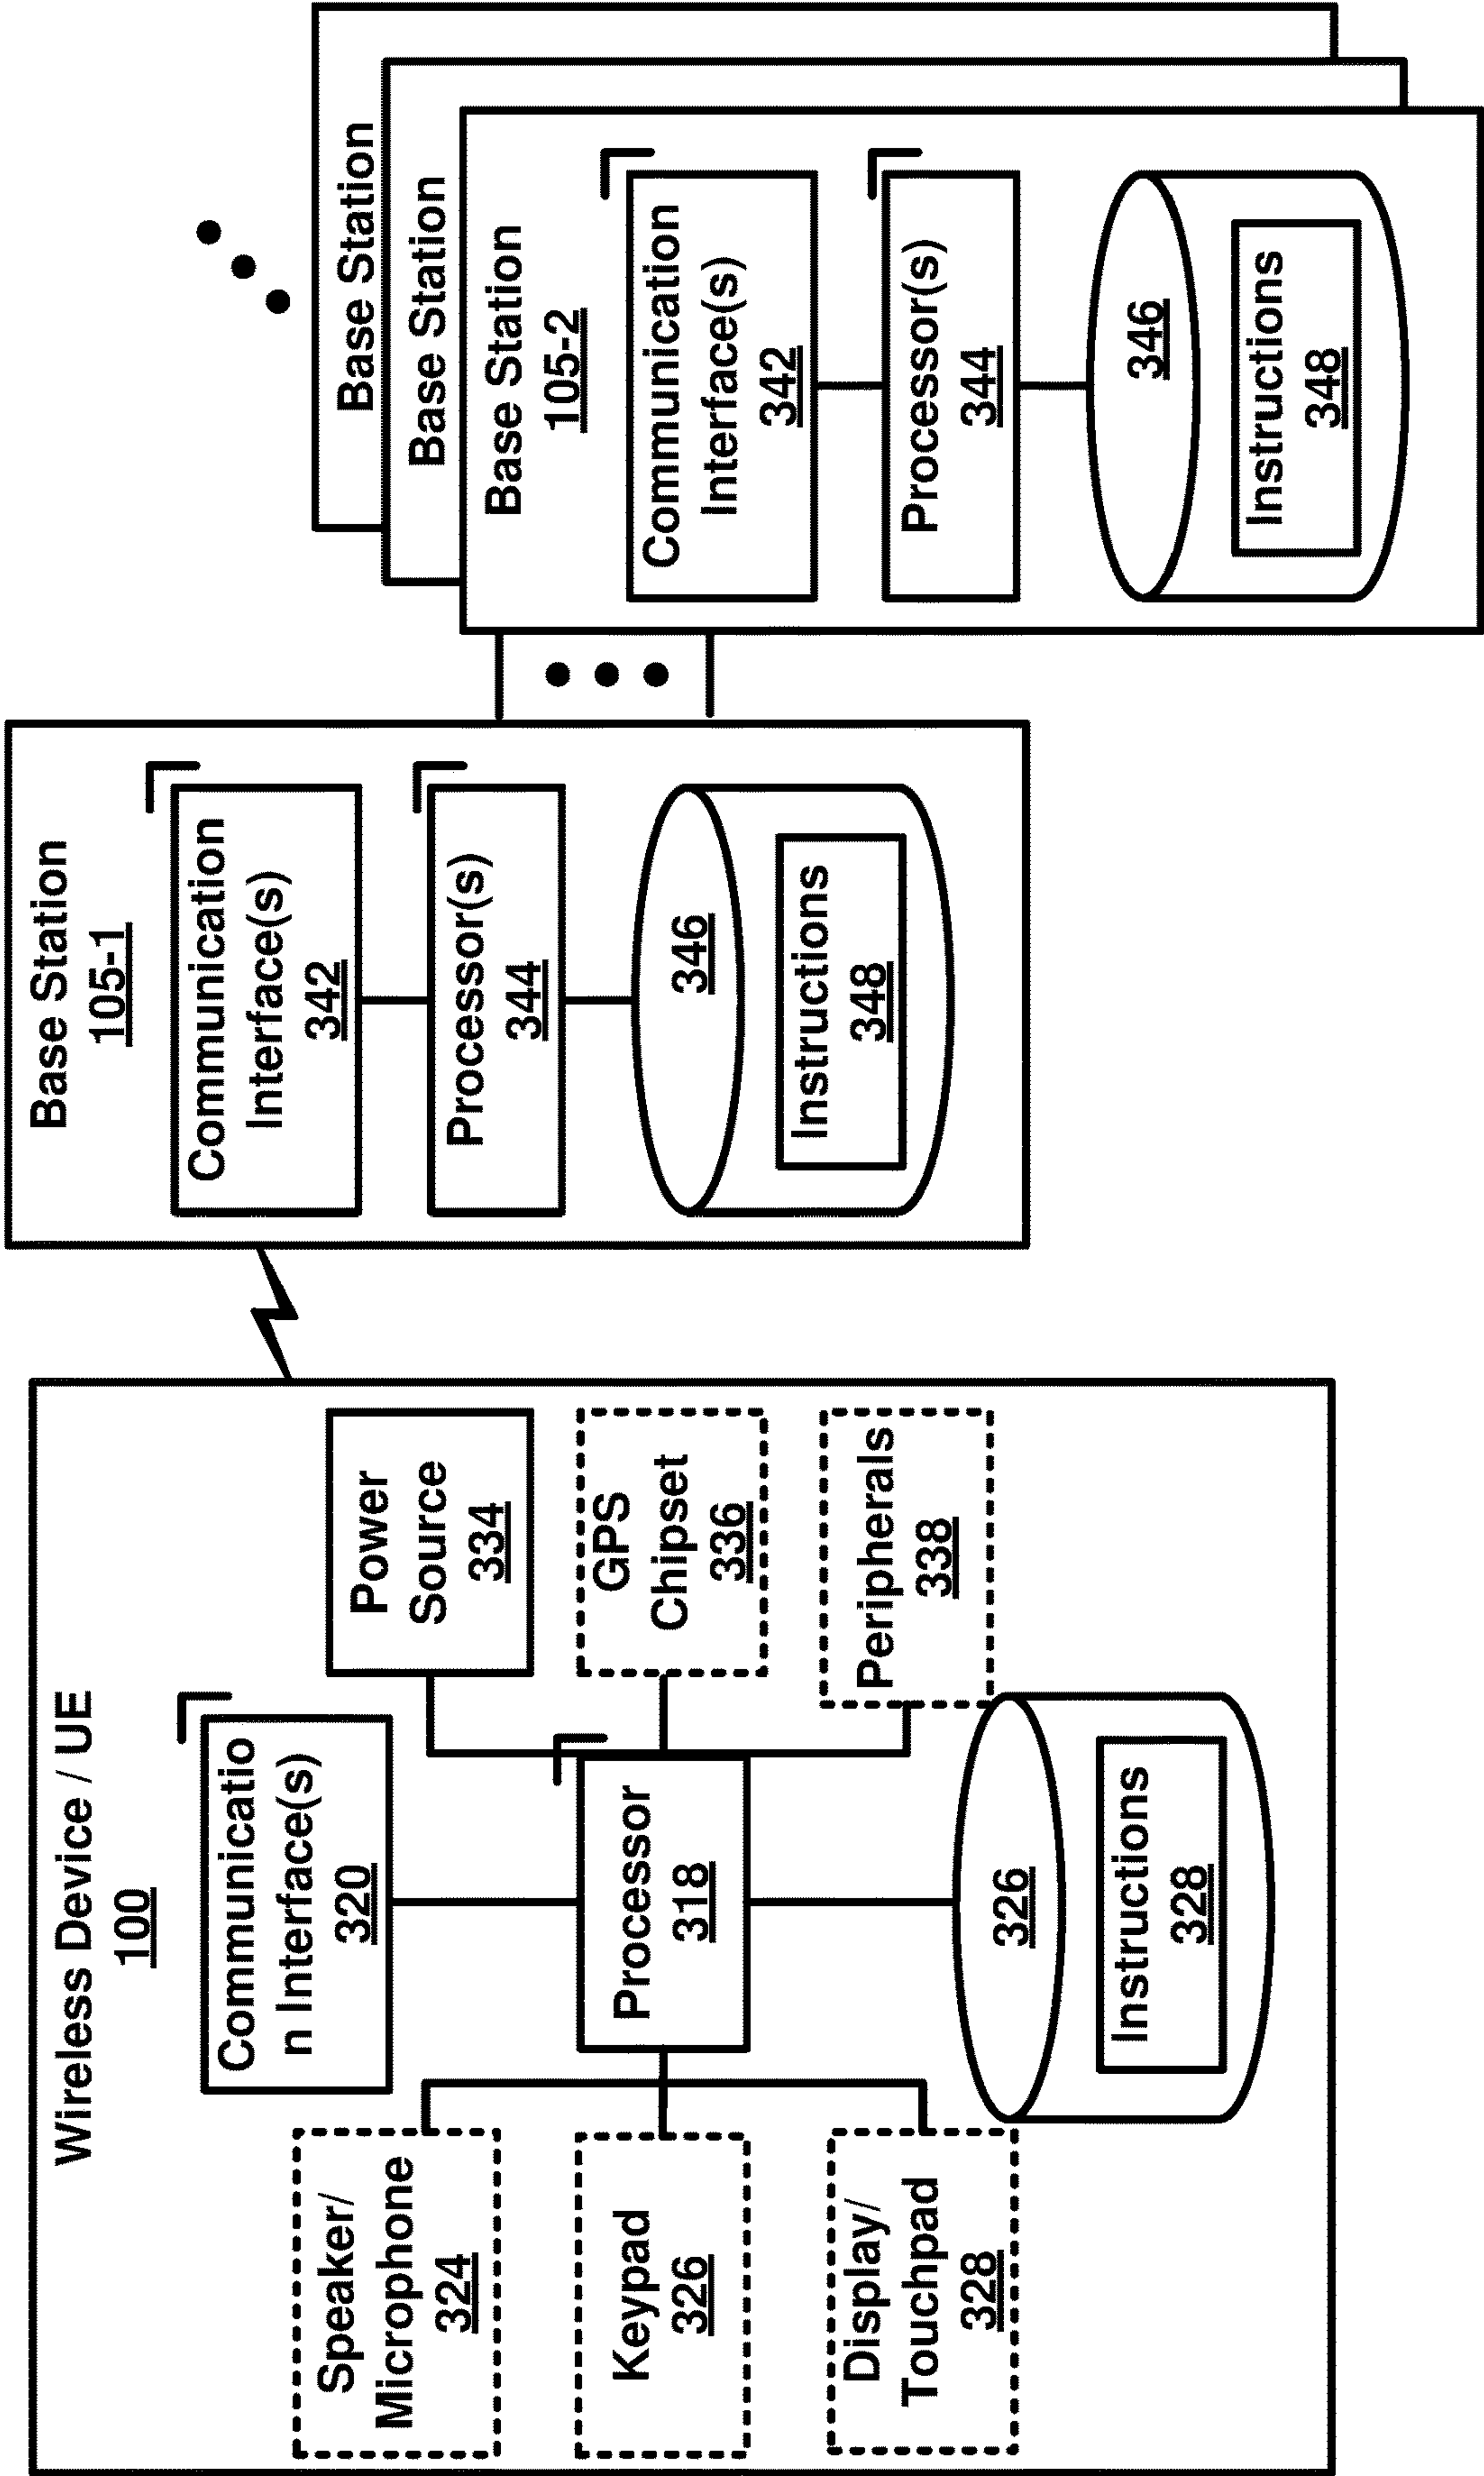 Wireless Device / UE
100
Communicatio
n Interface(s)
320
Speaker/
Microphone
324
Power
Source
334
Processor
318
Keypad
326
GPS
Chipset
336
Display/
Touchpad
328
Peripherals
338
326
Instructions
328
Base Station
105-1
Communication
Interface(s)
342
Processor(s)
344
346
Instructions
348
Base Station
Base Station
Base Station
105-2
Communication
Interface(s)
342
Processor(s)
344
346
Instructions
348